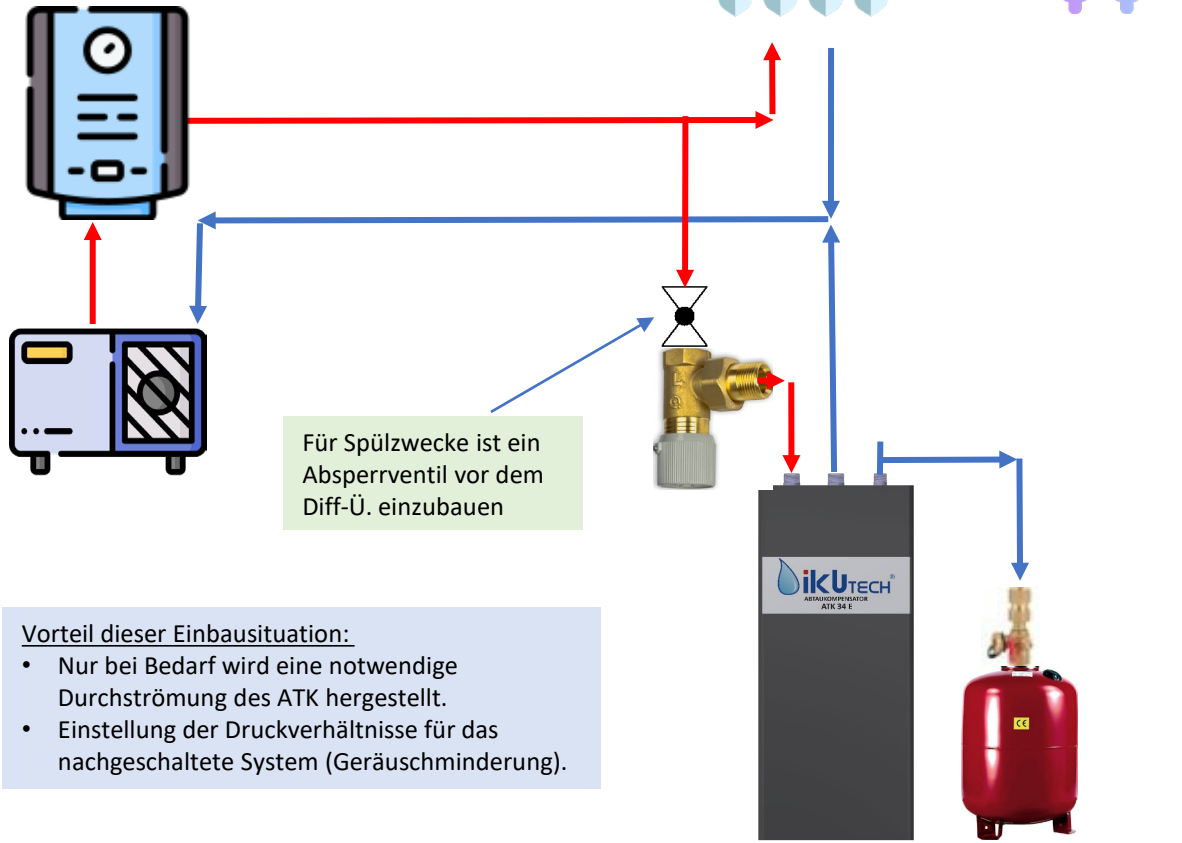 Für Spülzwecke ist ein
Absperrventil vor dem
Diff-Ü. einzubauen
iKUTECH®
ABTAUKOMPENSATOR
ATK 34 E
Vorteil dieser Einbausituation:
• Nur bei Bedarf wird eine notwendige
Durchströmung des ATK hergestellt.
• Einstellung der Druckverhältnisse für das
nachgeschaltete System (Geräuschminderung).
CE